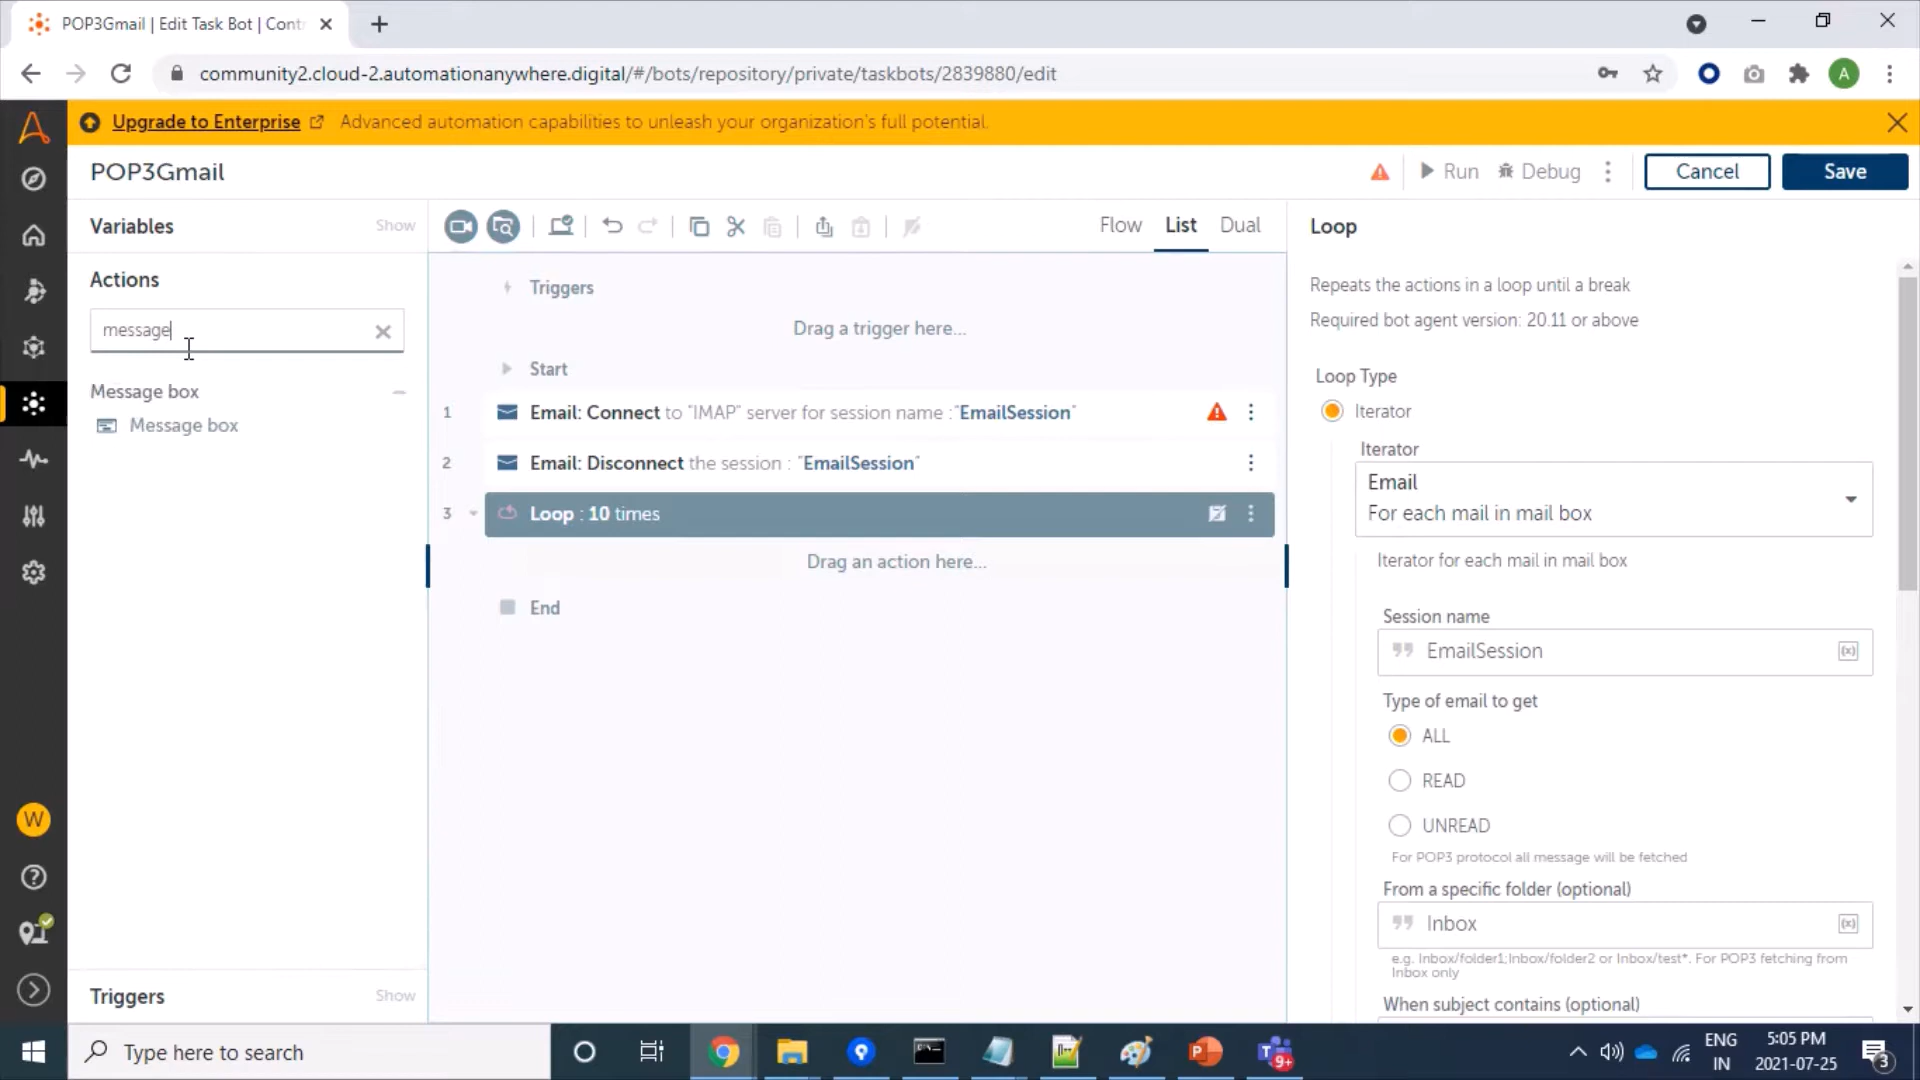 POP3Gmail | Edit Task Bot | Contr
community2.cloud-2.automationanywhere.digital/#/bots/repository/private/taskbots/2839880/edit
A
Upgrade to Enterprise Advanced automation capabilities to unleash your organization's full potential.
POP3Gmail
Run
Debug
Cancel
Save
Variables
Show
Flow
List
Dual
Loop
Actions
message
Message box
Message box
Triggers
Drag a trigger here...
Start
1 Email: Connect to "IMAP" server for session name :"EmailSession"
2 Email: Disconnect the session : "EmailSession"
3 Loop : 10 times
Drag an action here...
End
Repeats the actions in a loop until a break
Required bot agent version: 20.11 or above
Loop Type
Iterator
Iterator
Email
For each mail in mail box
Iterator for each mail in mail box
Session name
EmailSession
(x)
Type of email to get
ALL
READ
UNREAD
For POP3 protocol all message will be fetched
From a specific folder (optional)
Inbox
(x)
e.g. Inbox/folder1;Inbox/folder2 or Inbox/test*. For POP3 fetching from
Inbox only
When subject contains (optional)
W
Triggers
Show
Type here to search
9+
ENG
IN
5:05 PM
2021-07-25
3